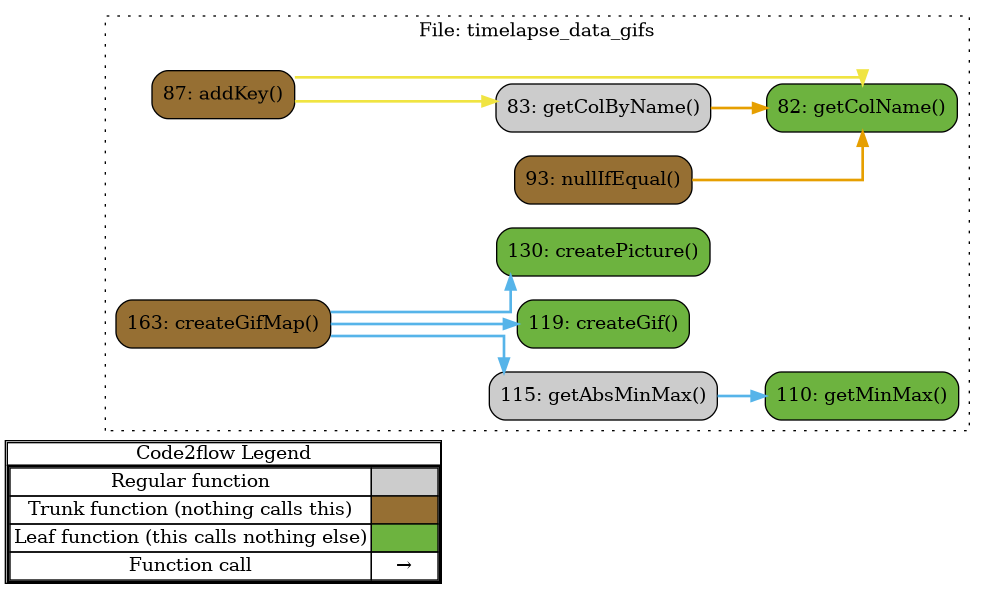 File: timelapse_data_gifs
87: addKey()
83: getColByName()
82: getColName()
93: nullIfEqual()
130: createPicture()
163: createGifMap()
119: createGif()
115: getAbsMinMax()
110: getMinMax()
Code2flow Legend
Regular function
Trunk function (nothing calls this)
Leaf function (this calls nothing else)
Function call →